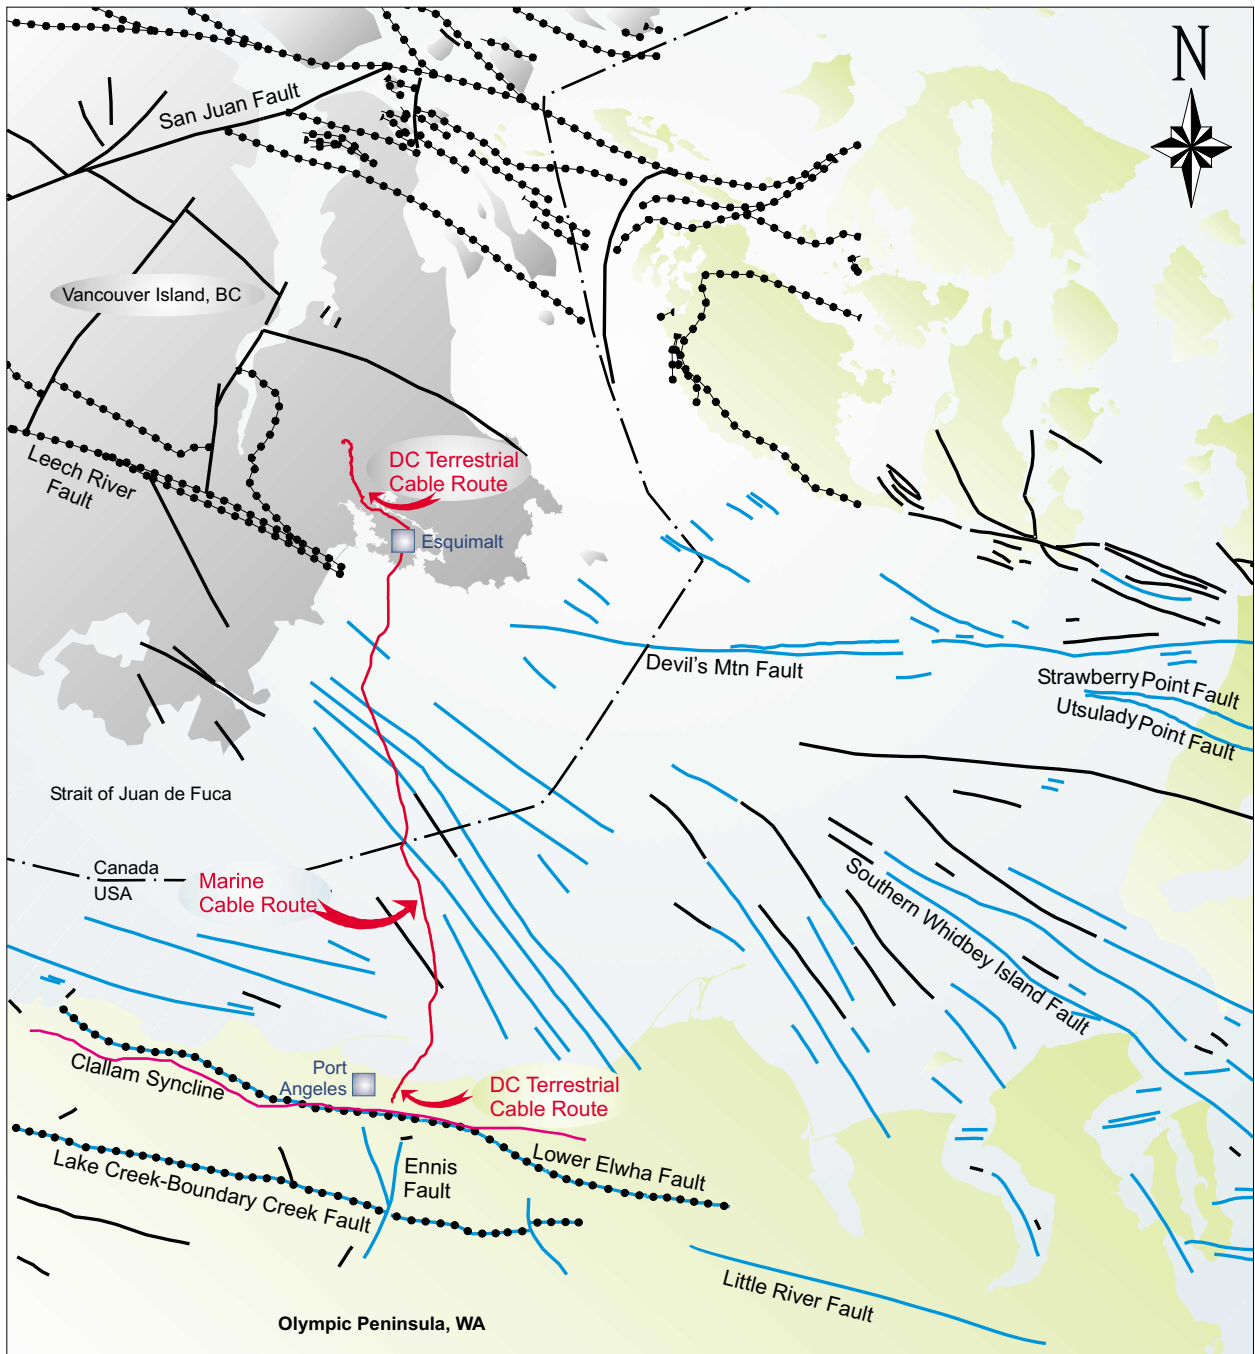 N
San Juan Fault
Vancouver Island, BC
Leech River
Fault
DC Terrestrial
Cable Route
Esquimalt
Devil's Mtn Fault
Strawberry Point Fault
Utsulady Point Fault
Strait of Juan de Fuca
Canada
USA
Marine
Cable Route
Southern Whidbey Island Fault
Clallam Syncline
Port
Angeles
DC Terrestrial
Cable Route
Lake Creek-Boundary Creek Fault
Ennis
Fault
Lower Elwha Fault
Little River Fault
Olympic Peninsula, WA